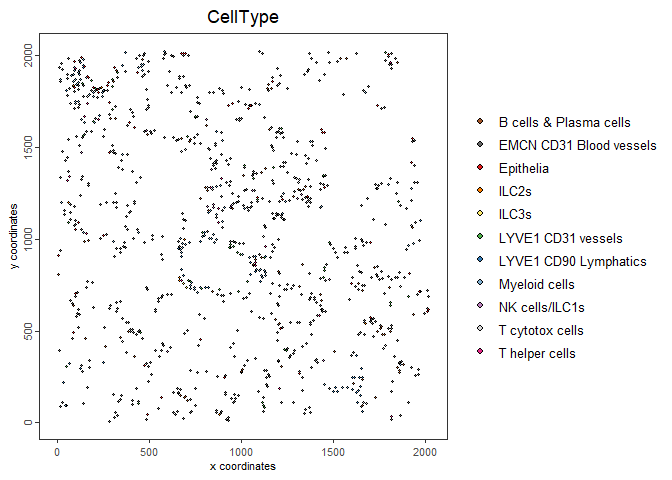 CellType
2000
1500
1000
500
0
y coordinates
0 500 1000 1500 2000
x coordinates
B cells & Plasma cells
EMCN CD31 Blood vessels
Epithelia
ILC2s
ILC3s
LYVE1 CD31 vessels
LYVE1 CD90 Lymphatics
Myeloid cells
NK cells/ILC1s
T cytotox cells
T helper cells